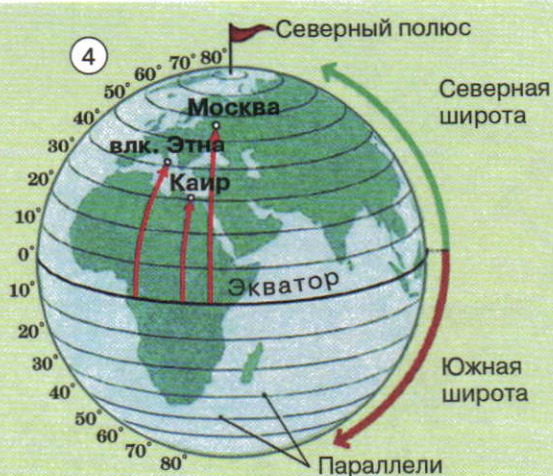 4
Северный полюс
Северная
широта
80°
70°
60°
50°
40°
30°
20°
10°
0°
10°
20°
30°
40°
50°
60°
70°
80°
Москва
влк. Этна
Каир
Экватор
Южная
широта
Параллели